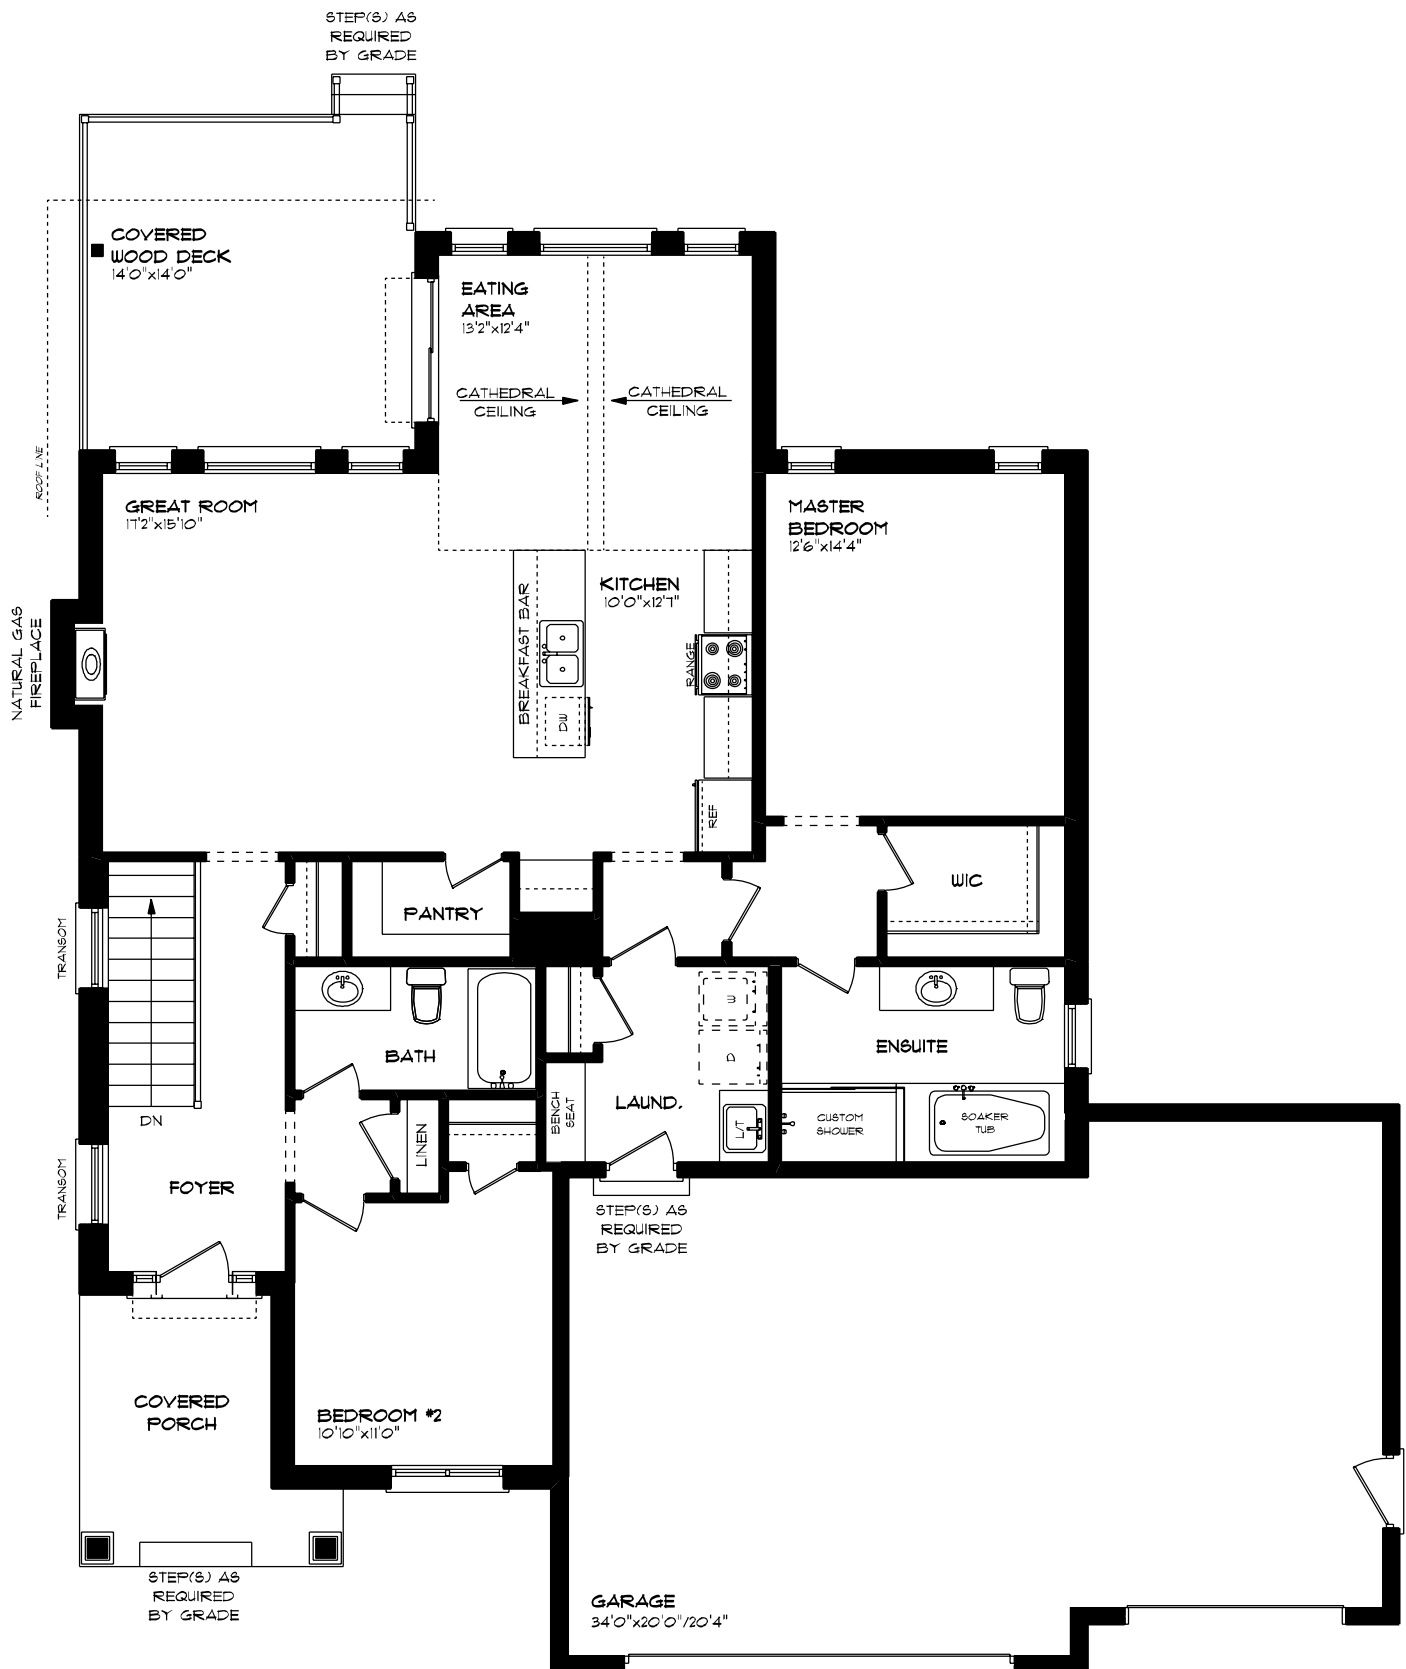 STEP(S) AS
REQUIRED
BY GRADE
COVERED
WOOD DECK
14'0"x14'0"
EATING
AREA
13'2"x12'4"
CATHEDRAL
CEILING
CATHEDRAL
CEILING
ROOF LINE
GREAT ROOM
17'2"x15'10"
MASTER
BEDROOM
12'6"x14'4"
KITCHEN
10'0"x12'7"
BREAKFAST BAR
RANGE
DW
REF
NATURAL GAS
FIREPLACE
PANTRY
WIC
TRANSOM
W
D
BATH
ENSUITE
DN
BENCH
SEAT
LAUND.
L/T
CUSTOM
SHOWER
SOAKER
TUB
LINEN
TRANSOM
FOYER
STEP(S) AS
REQUIRED
BY GRADE
COVERED
PORCH
BEDROOM #2
10'10"x11'0"
STEP(S) AS
REQUIRED
BY GRADE
GARAGE
34'0"x20'0"/20'4"